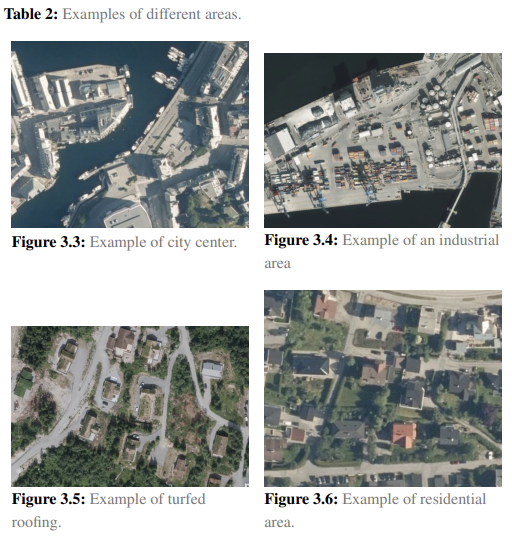 Table 2: Examples of different areas.
Figure 3.3: Example of city center.
Figure 3.4: Example of an industrial
area
Figure 3.5: Example of turfed
roofing.
Figure 3.6: Example of residential
area.